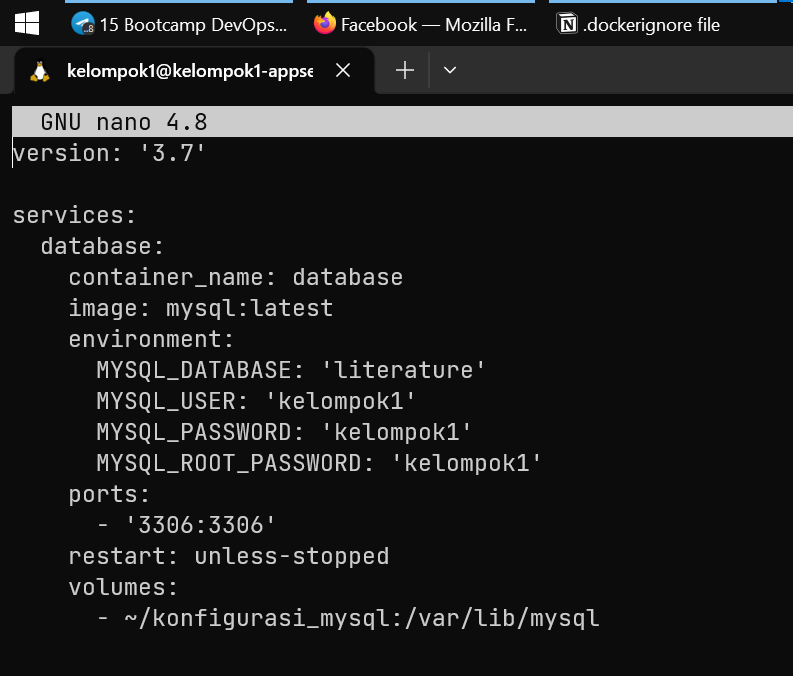 15 Bootcamp DevOps...
Facebook — Mozilla F...
.dockerignore file
kelompok1@kelompok1-appse
GNU nano 4.8
version: '3.7'
services:
  database:
    container_name: database
    image: mysql:latest
    environment:
      MYSQL_DATABASE: 'literature'
      MYSQL_USER: 'kelompok1'
      MYSQL_PASSWORD: 'kelompok1'
      MYSQL_ROOT_PASSWORD: 'kelompok1'
    ports:
      - '3306:3306'
    restart: unless-stopped
    volumes:
      - ~/konfigurasi_mysql:/var/lib/mysql